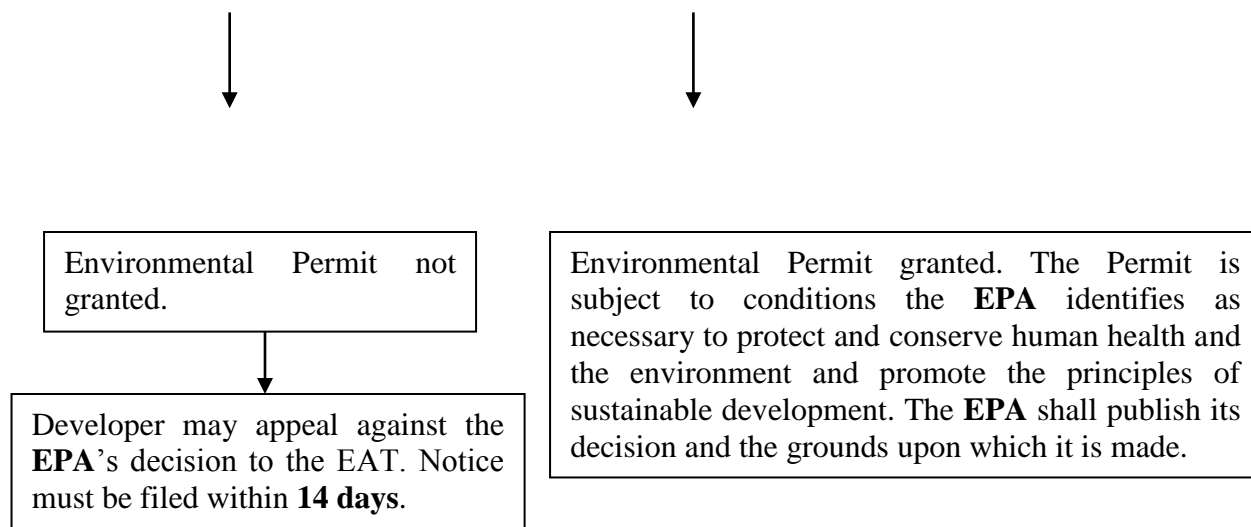 Environmental Permit not
granted.
Developer may appeal against the
EPA's decision to the EAT. Notice
must be filed within 14 days.
Environmental Permit granted. The Permit is
subject to conditions the EPA identifies as
necessary to protect and conserve human health and
the environment and promote the principles of
sustainable development. The EPA shall publish its
decision and the grounds upon which it is made.